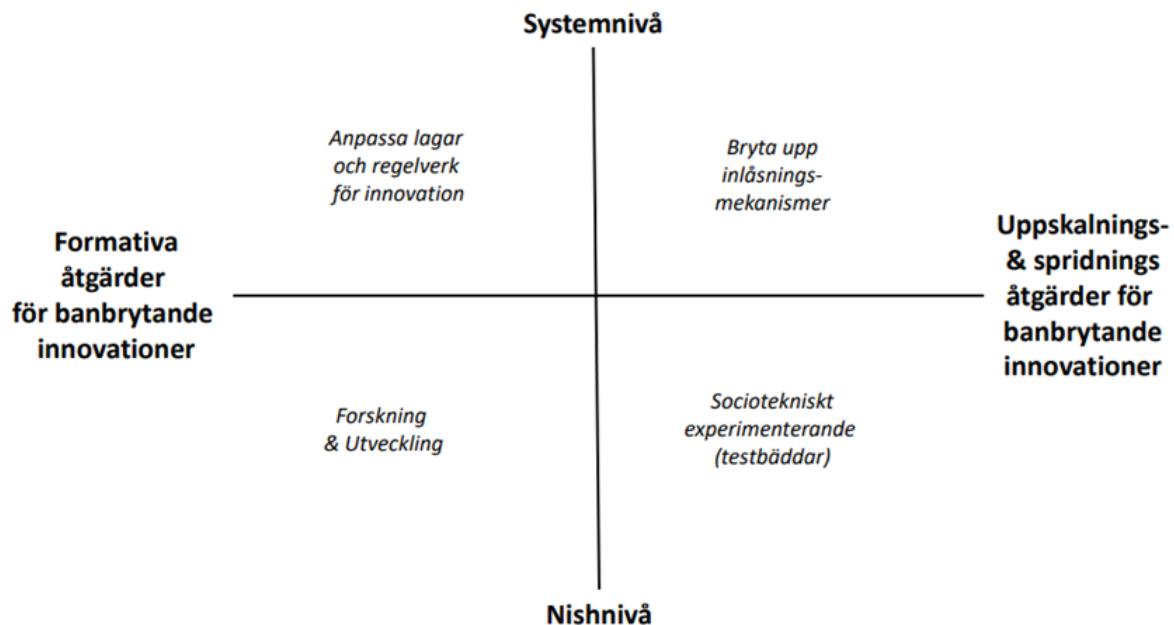 Systemnivå
Anpassa lagar
och regelverk
för innovation
Bryta upp
inlåsnings-
mekanismer
Formativa
åtgärder
för banbrytande
innovationer
Uppskalnings-
& spridnings
åtgärder för
banbrytande
innovationer
Forskning
& Utveckling
Sociotekniskt
experimenterande
(testbäddar)
Nishnivå